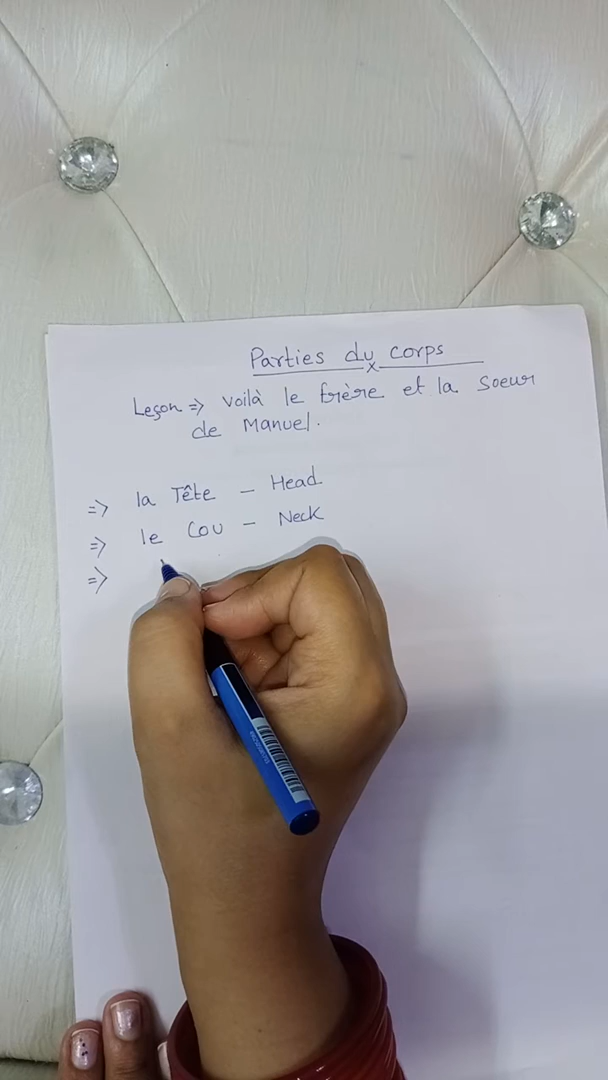 Parties du corps
x
Leçon => Voilà le frère et la Soeur
de Manuel.
=> la Tête - Head
=> le Cou - Neck
=>